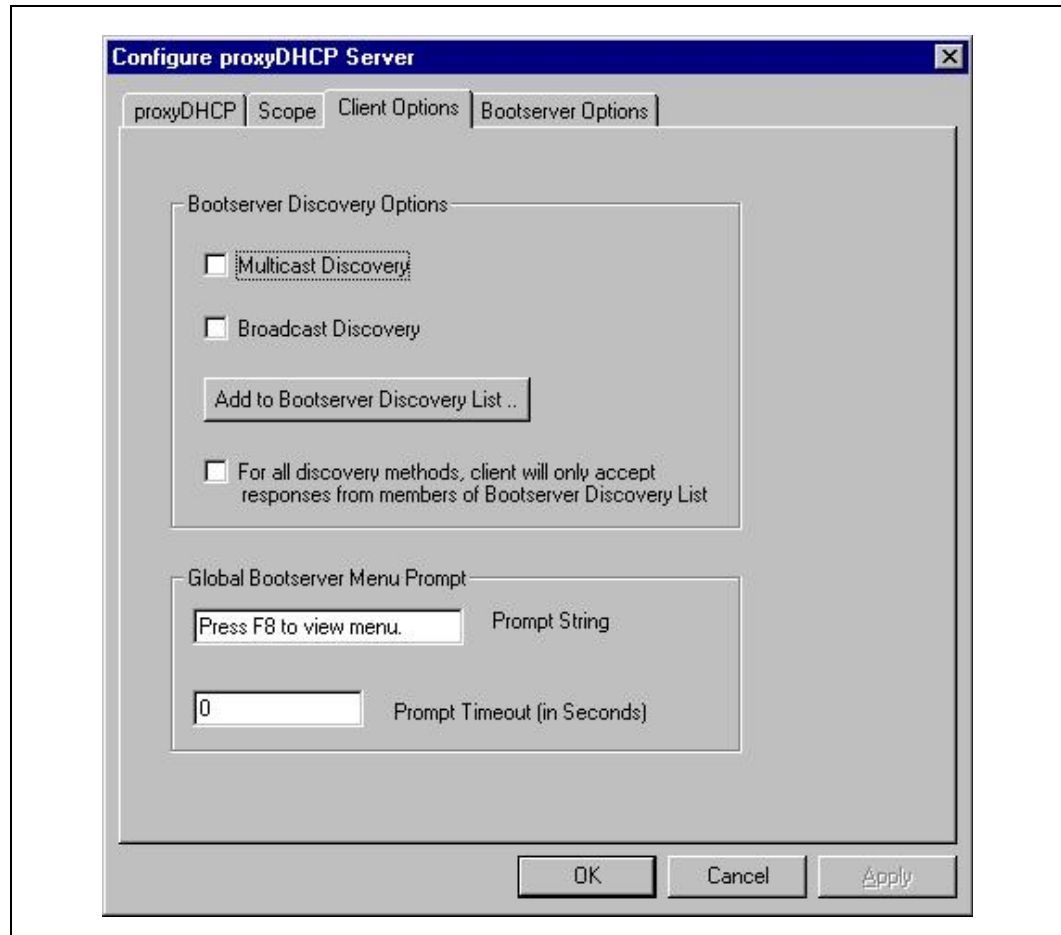 Configure proxyDHCP Server
proxyDHCP
Scope
Client Options
Bootserver Options
Bootserver Discovery Options
Multicast Discovery
Broadcast Discovery
Add to Bootserver Discovery List ..
For all discovery methods, client will only accept
responses from members of Bootserver Discovery List
Global Bootserver Menu Prompt
Press F8 to view menu.
Prompt String
0
Prompt Timeout (in Seconds)
OK
Cancel
Apply